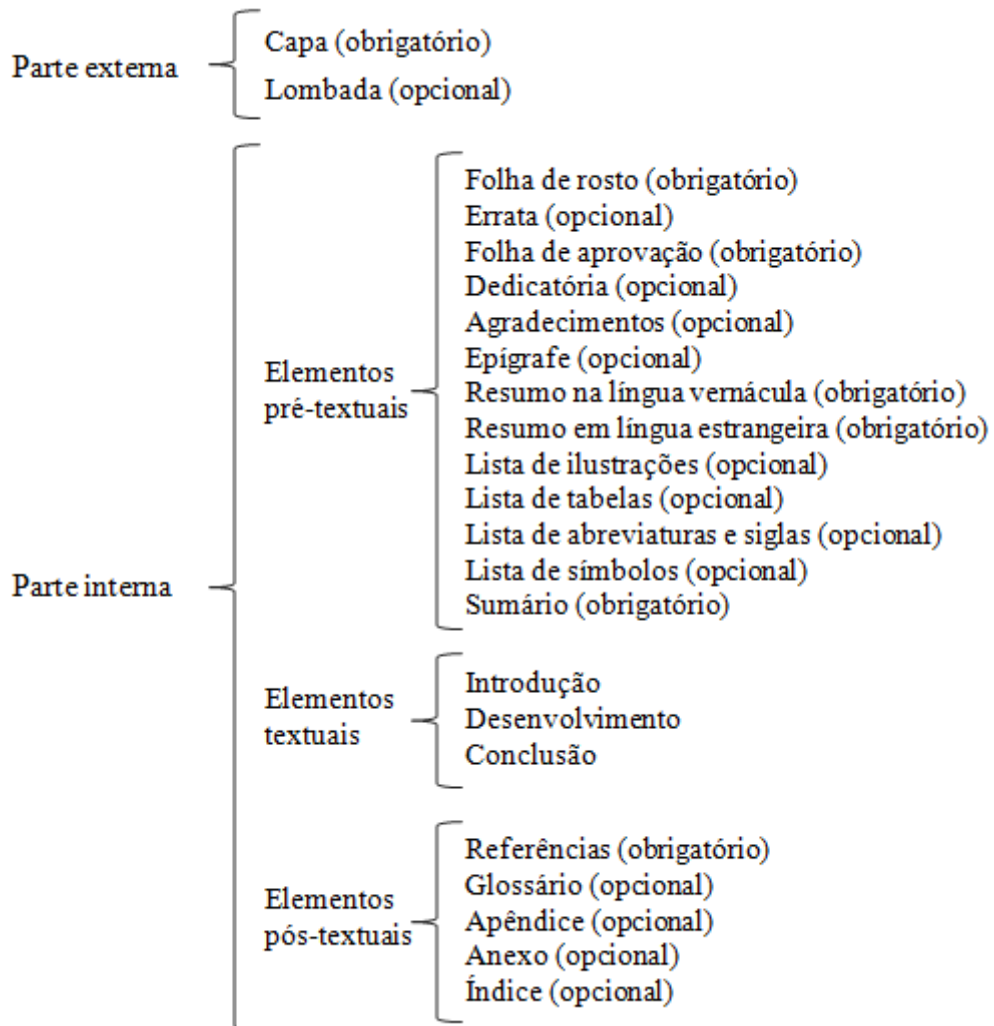 Parte externa
Capa (obrigatório)
Lombada (opcional)
Parte interna
Elementos
pré-textuais
Folha de rosto (obrigatório)
Errata (opcional)
Folha de aprovação (obrigatório)
Dedicatória (opcional)
Agradecimentos (opcional)
Epígrafe (opcional)
Resumo na língua vernácula (obrigatório)
Resumo em língua estrangeira (obrigatório)
Lista de ilustrações (opcional)
Lista de tabelas (opcional)
Lista de abreviaturas e siglas (opcional)
Lista de símbolos (opcional)
Sumário (obrigatório)
Elementos
textuais
Introdução
Desenvolvimento
Conclusão
Elementos
pós-textuais
Referências (obrigatório)
Glossário (opcional)
Apêndice (opcional)
Anexo (opcional)
Índice (opcional)